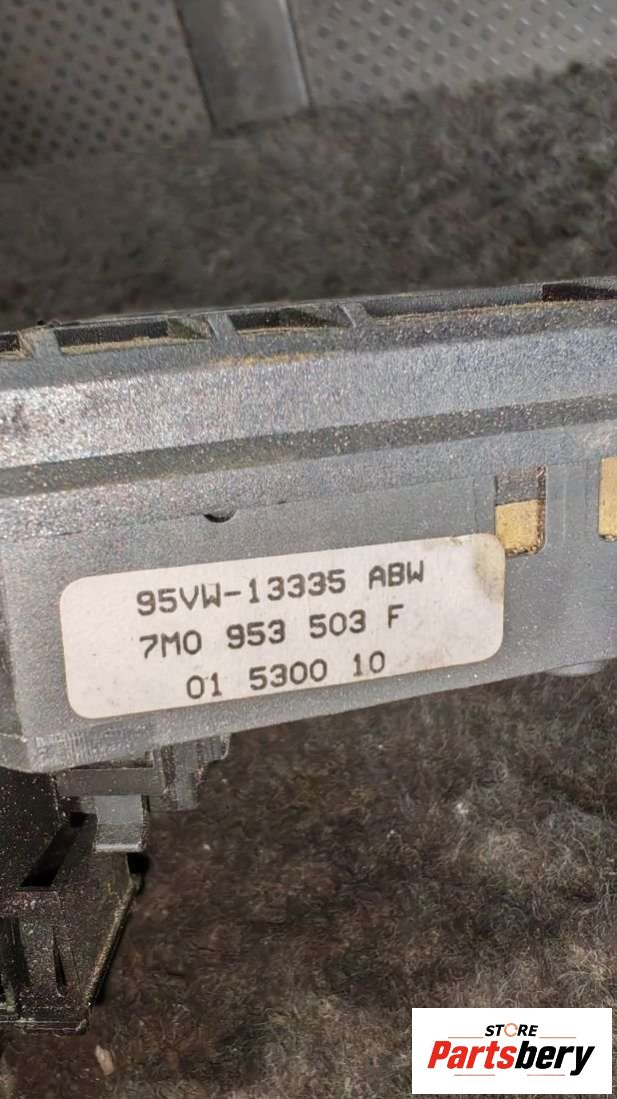 95VW-13335 ABW
7M0 953 503 F
01 5300 10
STORE
Partsbery